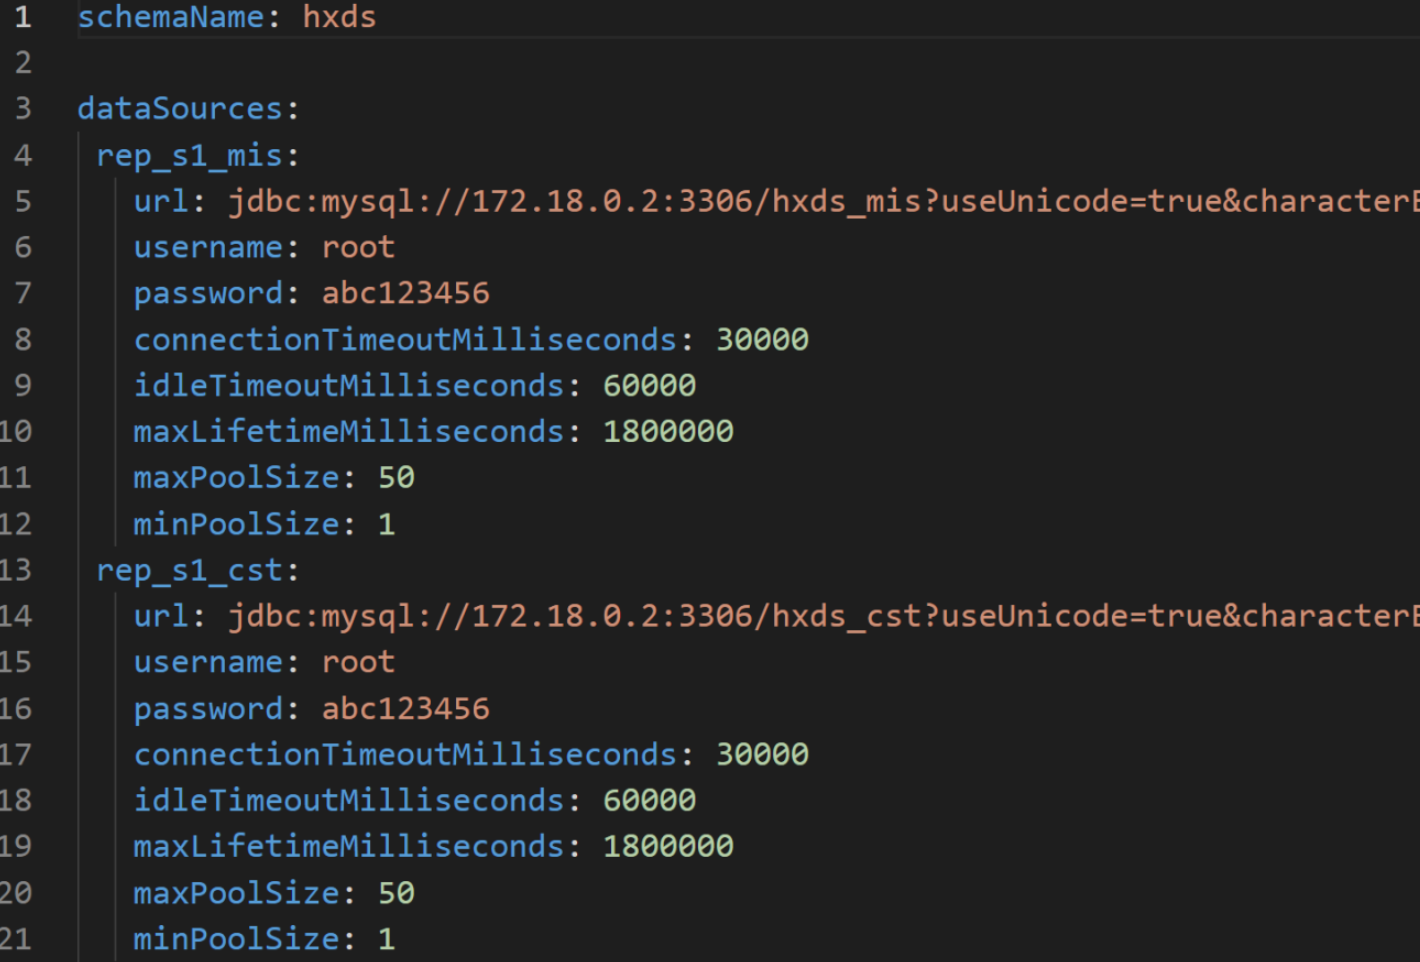 1 schemaName: hxds
2
3 dataSources:
4 rep_s1_mis:
5 url: jdbc:mysql://172.18.0.2:3306/hxds_mis?useUnicode=true&characterE
6 username: root
7 password: abc123456
8 connectionTimeoutMilliseconds: 30000
9 idleTimeoutMilliseconds: 60000
10 maxLifetimeMilliseconds: 1800000
11 maxPoolSize: 50
12 minPoolSize: 1
13 rep_s1_cst:
14 url: jdbc:mysql://172.18.0.2:3306/hxds_cst?useUnicode=true&characterE
15 username: root
16 password: abc123456
17 connectionTimeoutMilliseconds: 30000
18 idleTimeoutMilliseconds: 60000
19 maxLifetimeMilliseconds: 1800000
20 maxPoolSize: 50
21 minPoolSize: 1